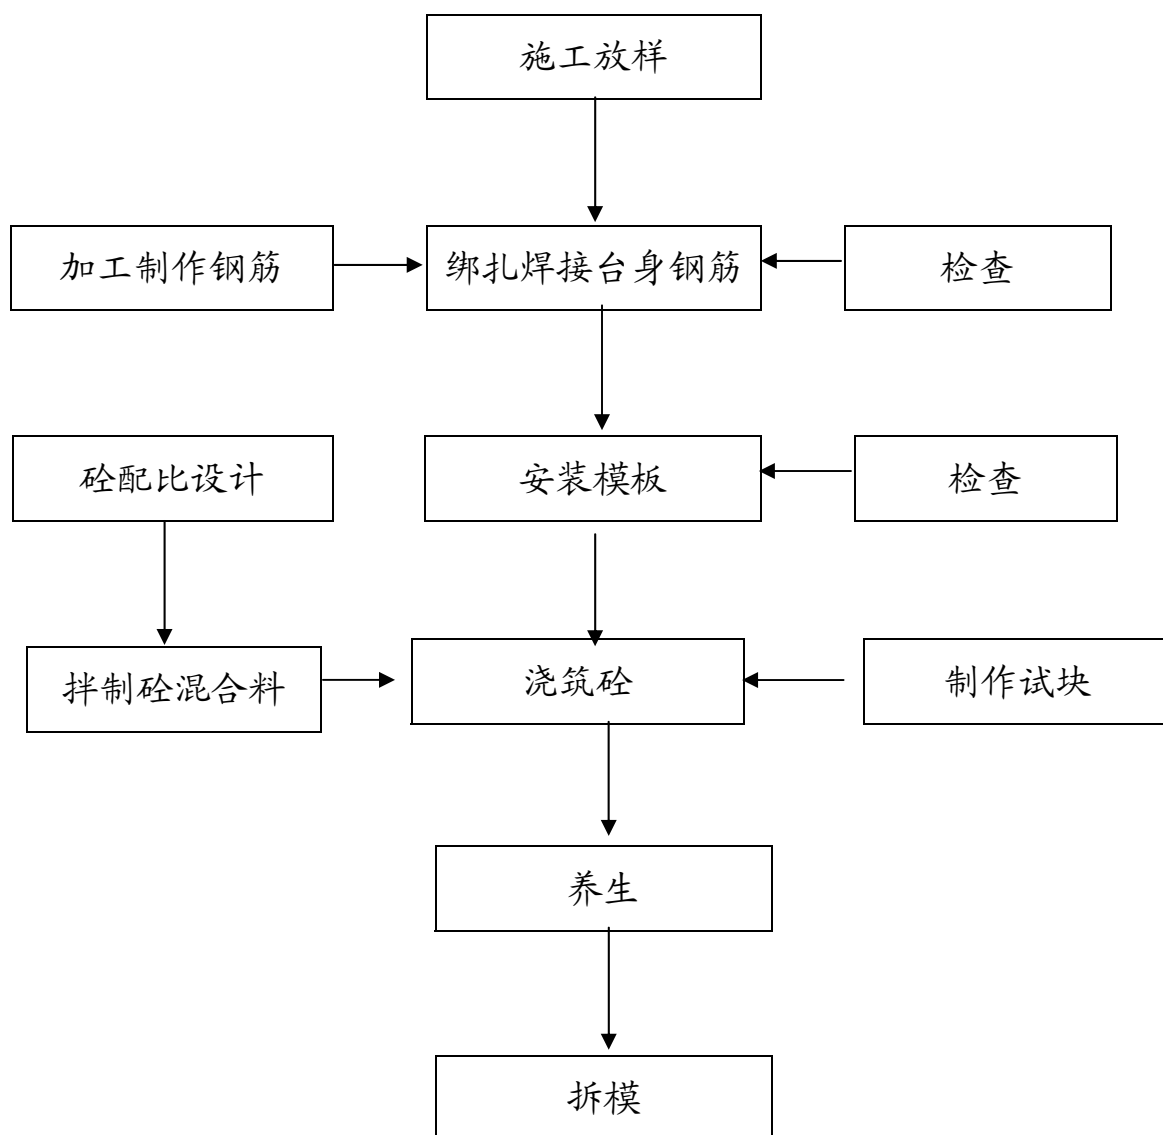 施工放样
加工制作钢筋
绑扎焊接台身钢筋
检查
砼配比设计
安装模板
检查
拌制砼混合料
浇筑砼
制作试块
养生
拆模